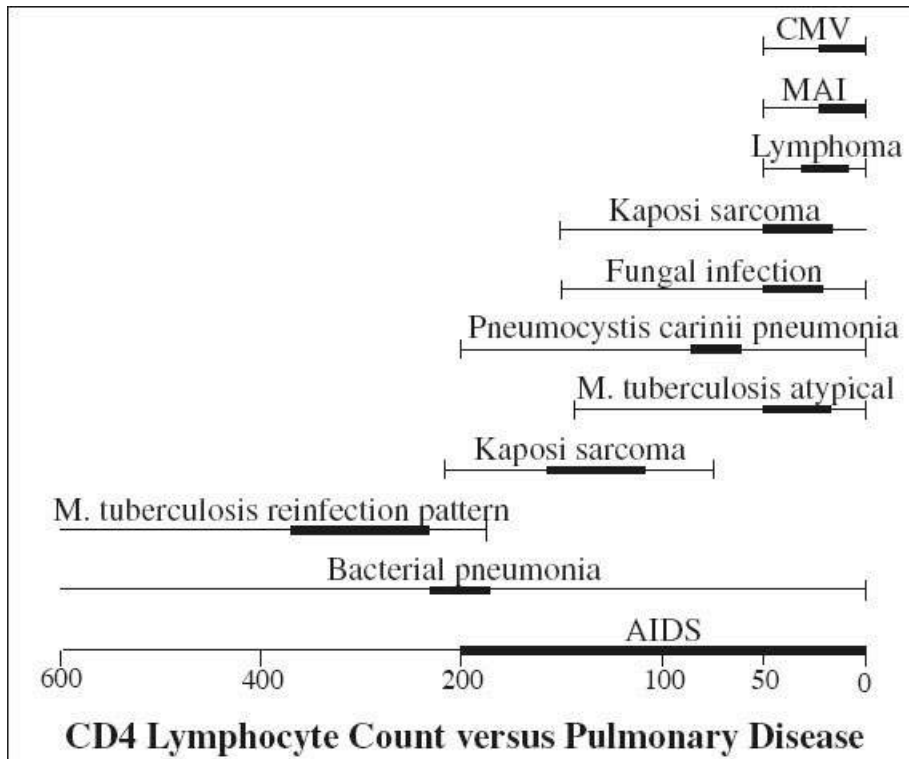 CMV
MAI
Lymphoma
Kaposi sarcoma
Fungal infection
Pneumocystis carinii pneumonia
M. tuberculosis atypical
Kaposi sarcoma
M. tuberculosis reinfection pattern
Bacterial pneumonia
AIDS
600 400 200 100 50 0
CD4 Lymphocyte Count versus Pulmonary Disease